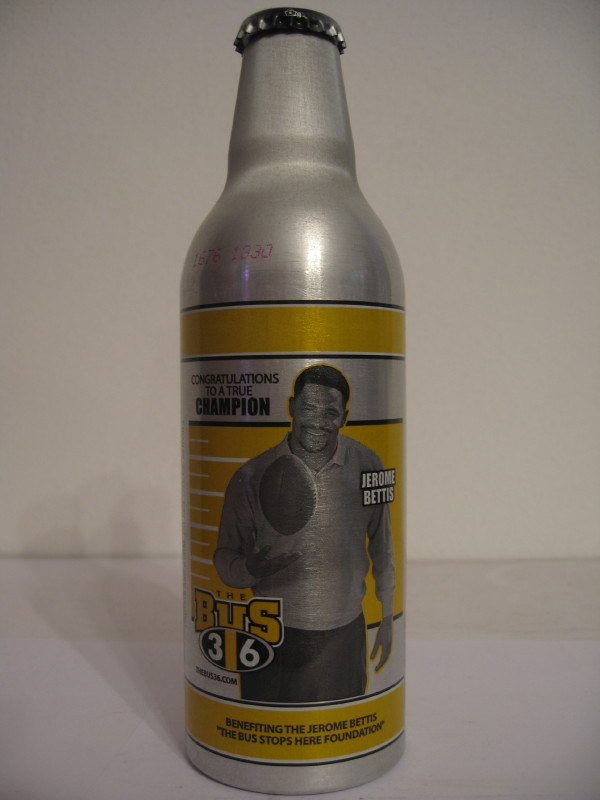 1626 1330
CONGRATULATIONS
TO A TRUE
CHAMPION
JEROME
BETTIS
THE
BUS
36
THEBUS36.COM
BENEFITING THE JEROME BETTIS
"THE BUS STOPS HERE FOUNDATION"